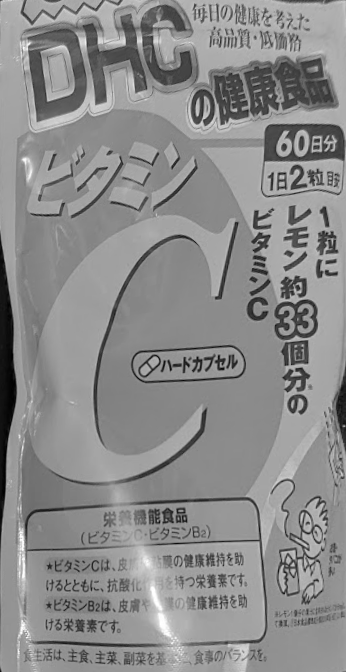 毎日の健康を考えた
高品質・低価格
DHC
の健康食品
60日分
1日2粒目安
ビタミン
C
1粒に
レモン約33個分の
ビタミンC
ハードカプセル
栄養機能食品
(ビタミンC・ビタミンB2)
★ビタミンCは、皮膚や粘膜の健康維持を助
けるとともに、抗酸化作用を持つ栄養素です。
★ビタミンB2は、皮膚や粘膜の健康維持を助
ける栄養素です。
食生活は、主食、主菜、副菜を基本に、食事のバランスを。